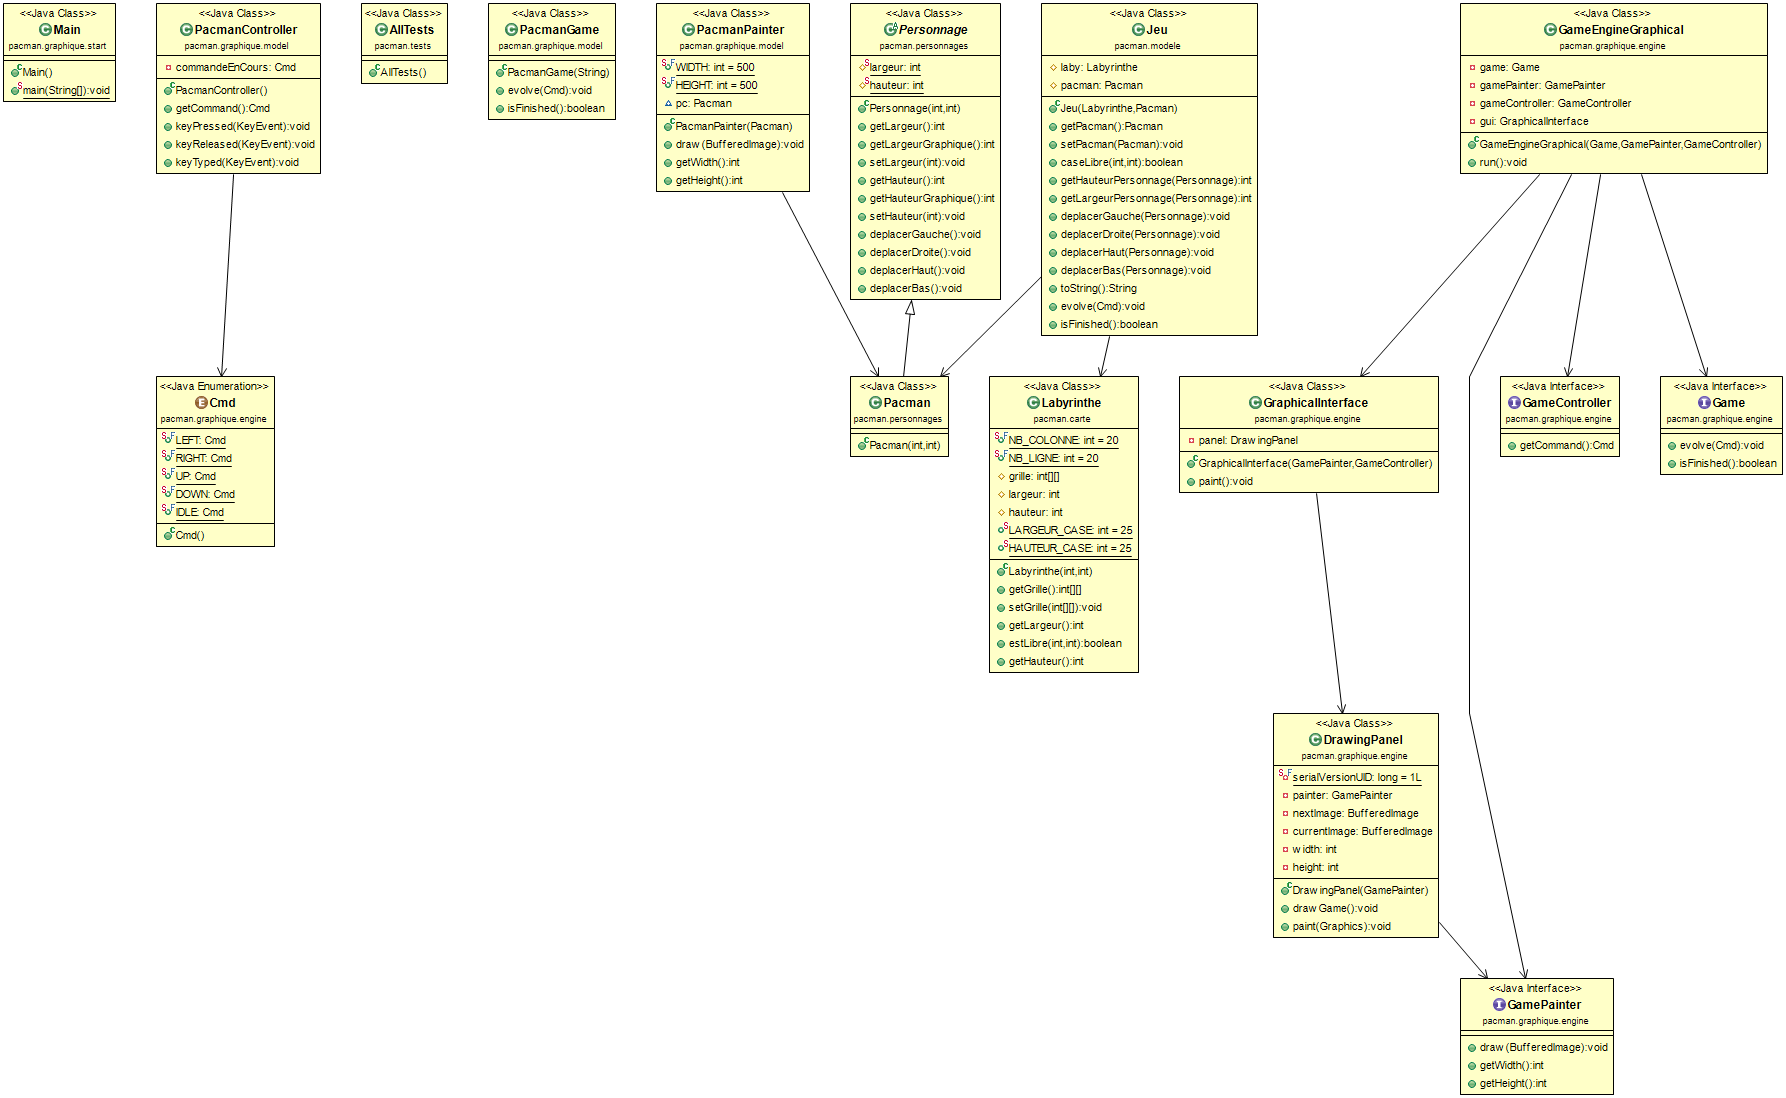 <<Java Class>>
Main
pacman.graphique.start
Main()
main(String[]):void
<<Java Class>>
PacmanController
pacman.graphique.model
commandeEnCours: Cmd
PacmanController()
getCommand():Cmd
keyPressed(KeyEvent):void
keyReleased(KeyEvent):void
keyTyped(KeyEvent):void
<<Java Class>>
AllTests
pacman.tests
AllTests()
<<Java Class>>
PacmanGame
pacman.graphique.model
PacmanGame(String)
evolve(Cmd):void
isFinished():boolean
<<Java Class>>
PacmanPainter
pacman.graphique.model
WIDTH: int = 500
HEIGHT: int = 500
pc: Pacman
PacmanPainter(Pacman)
draw(BufferedImage):void
getWidth():int
getHeight():int
<<Java Class>>
Personnage
pacman.personnages
largeur: int
hauteur: int
Personnage(int,int)
getLargeur():int
getLargeurGraphique():int
setLargeur(int):void
getHauteur():int
getHauteurGraphique():int
setHauteur(int):void
deplacerGauche():void
deplacerDroite():void
deplacerHaut():void
deplacerBas():void
<<Java Class>>
Jeu
pacman.modele
laby: Labyrinthe
pacman: Pacman
Jeu(Labyrinthe,Pacman)
getPacman():Pacman
setPacman(Pacman):void
caseLibre(int,int):boolean
getHauteurPersonnage(Personnage):int
getLargeurPersonnage(Personnage):int
deplacerGauche(Personnage):void
deplacerDroite(Personnage):void
deplacerHaut(Personnage):void
deplacerBas(Personnage):void
toString():String
evolve(Cmd):void
isFinished():boolean
<<Java Class>>
GameEngineGraphical
pacman.graphique.engine
game: Game
gamePainter: GamePainter
gameController: GameController
gui: GraphicalInterface
GameEngineGraphical(Game,GamePainter,GameController)
run():void
<<Java Enumeration>>
Cmd
pacman.graphique.engine
LEFT: Cmd
RIGHT: Cmd
UP: Cmd
DOWN: Cmd
IDLE: Cmd
Cmd()
<<Java Class>>
Pacman
pacman.personnages
Pacman(int,int)
<<Java Class>>
Labyrinthe
pacman.carte
NB_COLONNE: int = 20
NB_LIGNE: int = 20
grille: int[][]
largeur: int
hauteur: int
LARGEUR_CASE: int = 25
HAUTEUR_CASE: int = 25
Labyrinthe(int,int)
getGrille():int[][]
setGrille(int[][]):void
getLargeur():int
estLibre(int,int):boolean
getHauteur():int
<<Java Class>>
GraphicalInterface
pacman.graphique.engine
panel: DrawingPanel
GraphicalInterface(GamePainter,GameController)
paint():void
<<Java Interface>>
GameController
pacman.graphique.engine
getCommand():Cmd
<<Java Interface>>
Game
pacman.graphique.engine
evolve(Cmd):void
isFinished():boolean
<<Java Class>>
DrawingPanel
pacman.graphique.engine
serialVersionUID: long = 1L
painter: GamePainter
nextImage: BufferedImage
currentImage: BufferedImage
width: int
height: int
DrawingPanel(GamePainter)
drawGame():void
paint(Graphics):void
<<Java Interface>>
GamePainter
pacman.graphique.engine
draw(BufferedImage):void
getWidth():int
getHeight():int